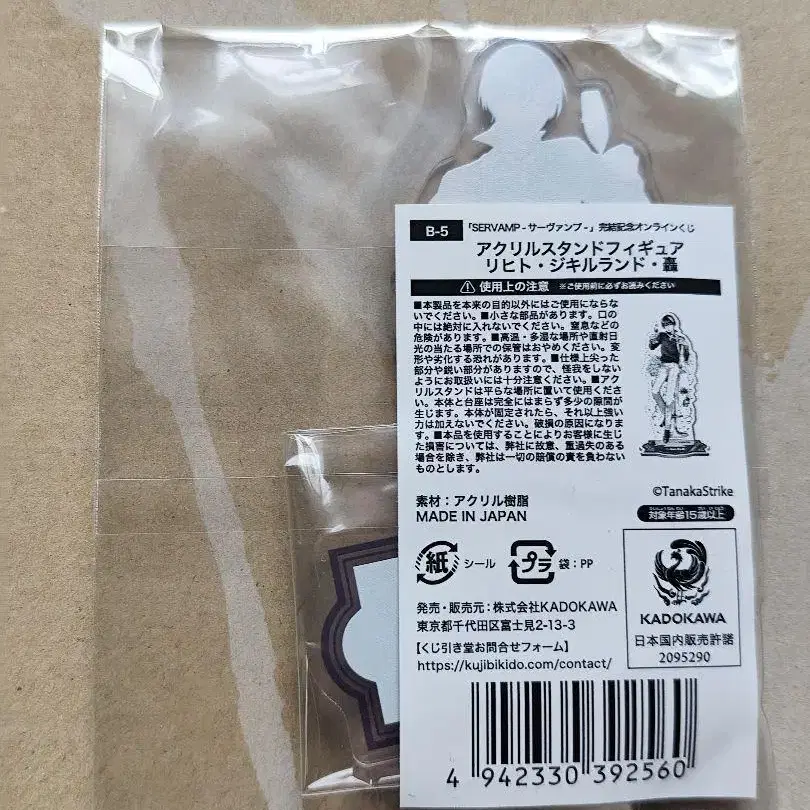 B-5
「SERVAMP-サーヴァンプ-」完結記念オンラインくじ
アクリルスタンドフィギュア
リヒト・ジキルランド・轟
使用上の注意 ※ご使用前に必ずお読みください
■本製品を本来の目的以外にはご使用にならな
いでください。■小さな部品があります。口の
中には絶対に入れないでください。窒息などの
危険があります。■高温・多湿な場所や直射日
光の当たる場所での保管はおやめください。変
形や劣化する恐れがあります。■仕様上尖った
部分や鋭い部分がありますので、怪我をしない
ようにお取扱いには十分注意ください。■アク
リルスタンドは平らな場所に置いて使用くださ
い。本体と台座は完全にはまらず多少の隙間が
生じます。本体が固定されたら、それ以上強い
力は加えないでください。破損の原因になりま
す。■本品を使用することによりお客様に生じ
た損害については、弊社に故意、重過失のある
場合を除き、弊社は一切の賠償の責を負わない
ものとします。
©TanakaStrike
対象年齢15歳以上
素材：アクリル樹脂
MADE IN JAPAN
紙 シール プラ 袋：PP
発売・販売元：株式会社KADOKAWA
東京都千代田区富士見2-13-3
【くじ引き堂お問合せフォーム】
https://kujibikido.com/contact/
KADOKAWA
日本国内販売許諾
2095290
4 942330 392560